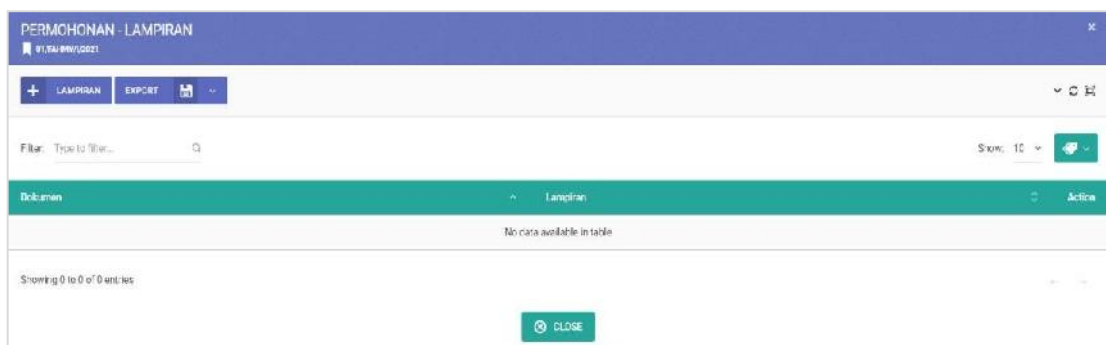 PERMOHONAN - LAMPIRAN
LAMPIRAN EXPORT
Filter: Type to filter... Show: 10
Dokumen Lampiran Action
No data available in table
Showing 0 to 0 of 0 entries
CLOSE